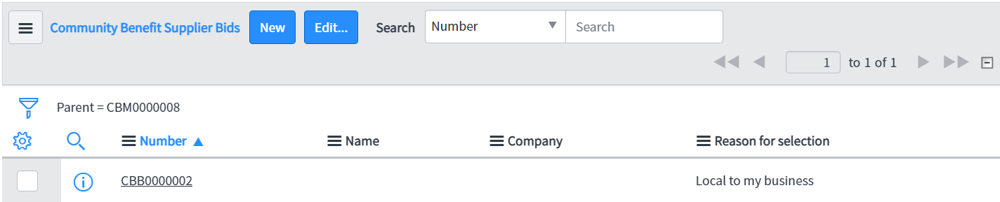 Community Benefit Supplier Bids New Edit... Search Number Search
1 to 1 of 1
Parent = CBM0000008
Number Name Company Reason for selection
CBB0000002 Local to my business